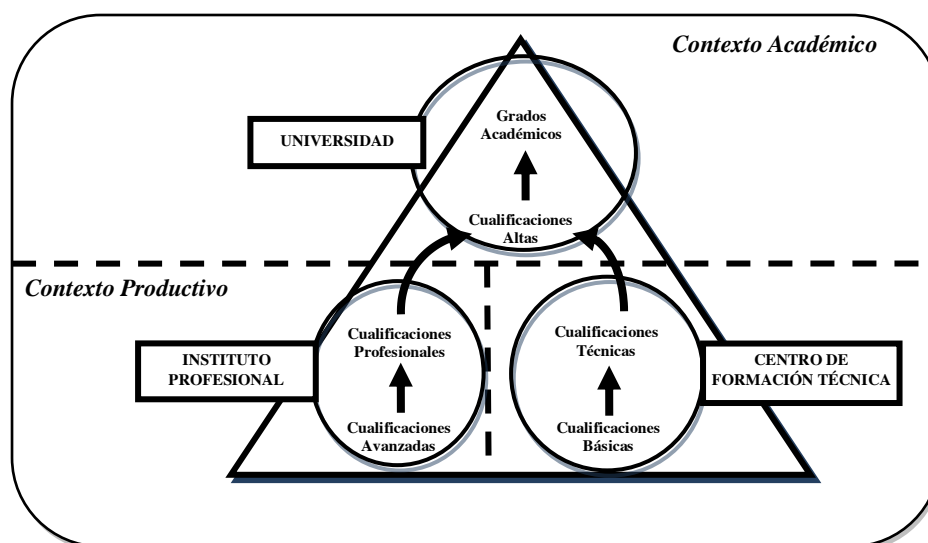 Contexto Académico
Grados
Académicos
UNIVERSIDAD
Cualificaciones
Altas
Contexto Productivo
Cualificaciones
Profesionales
INSTITUTO
PROFESIONAL
Cualificaciones
Avanzadas
Cualificaciones
Técnicas
CENTRO DE
FORMACIÓN TÉCNICA
Cualificaciones
Básicas